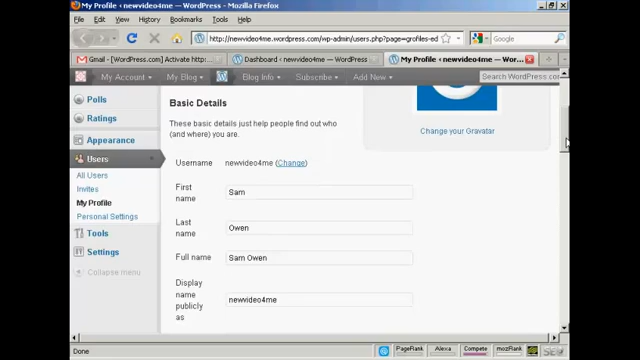 My Profile ‹ newvideo4me — WordPress - Mozilla Firefox
File Edit View History Bookmarks Tools Help
http://newvideo4me.wordpress.com/wp-admin/users.php?page=grofiles-ed
Google
Gmail - [WordPress.com] Activate http:...
Dashboard ‹ newvideo4me — WordPress
My Profile ‹ newvideo4me — Word...
My Account My Blog Blog Info Subscribe Add New
Search WordPress.com
Polls
Ratings
Appearance
Users
All Users
Invites
My Profile
Personal Settings
Tools
Settings
Collapse menu
Change your Gravatar
Basic Details
These basic details just help people find out who
(and where) you are.
Username newvideo4me (Change)
First
name
Sam
Last
name
Owen
Full name Sam Owen
Display
name
publicly
as
newvideo4me
Done
PageRank Alexa Compete mozRank SEO